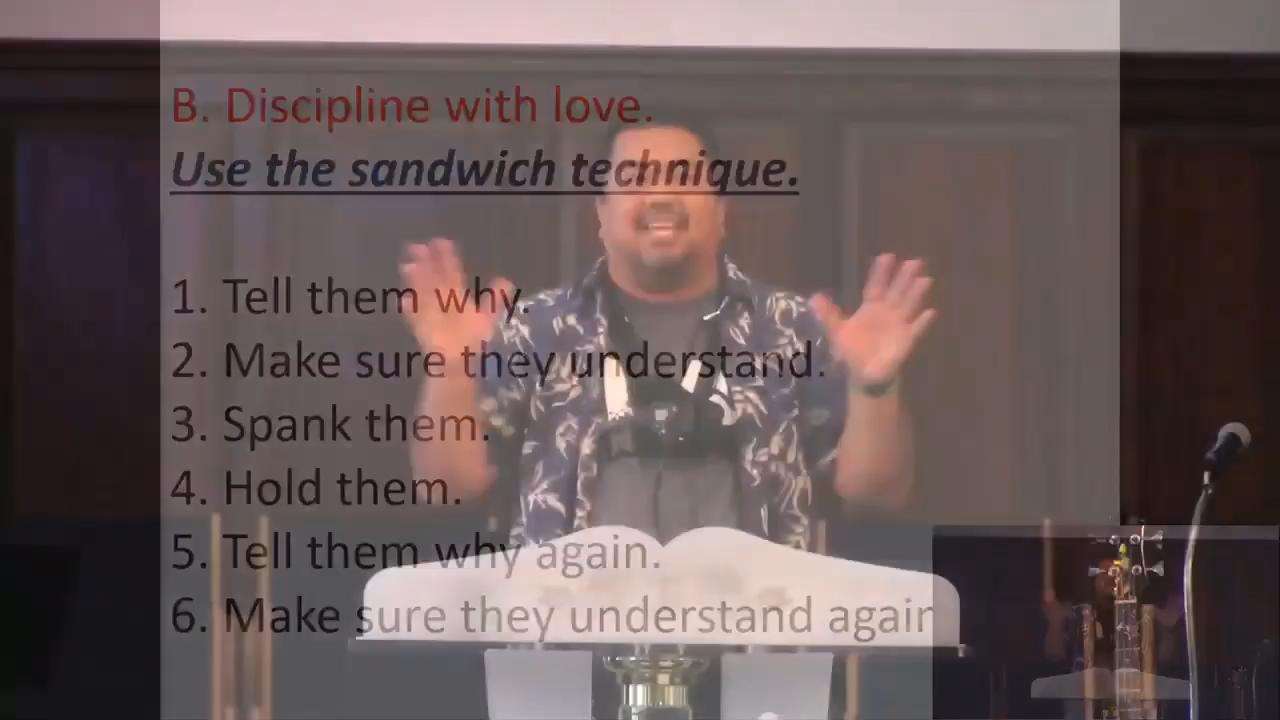 B. Discipline with love.
Use the sandwich technique.
1. Tell them why.
2. Make sure they understand.
3. Spank them.
4. Hold them.
5. Tell them why again.
6. Make sure they understand again